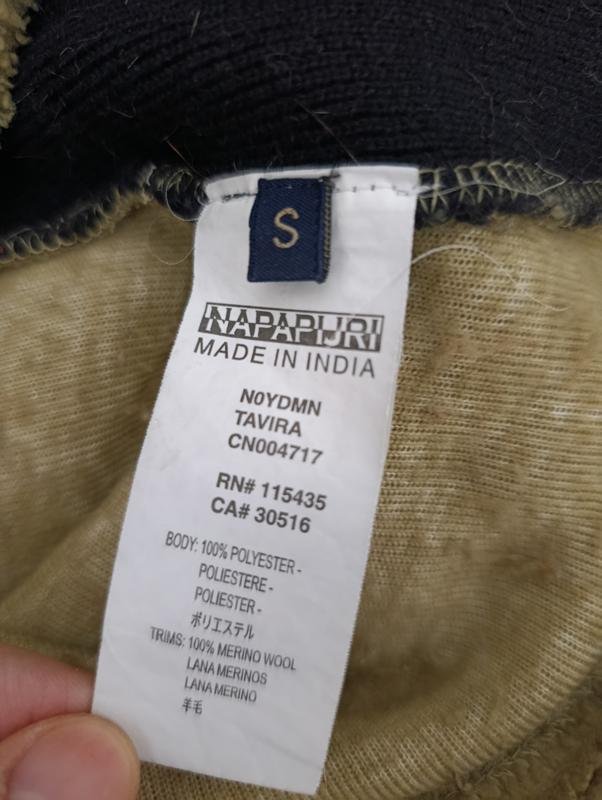 S
NAPAPIJRI
MADE IN INDIA
N0YDMN
TAVIRA
CN004717
RN# 115435
CA# 30516
BODY: 100% POLYESTER -
POLIESTERE -
POLIESTER -
ポリエステル
TRIMS: 100% MERINO WOOL
LANA MERINOS
LANA MERINO
羊毛